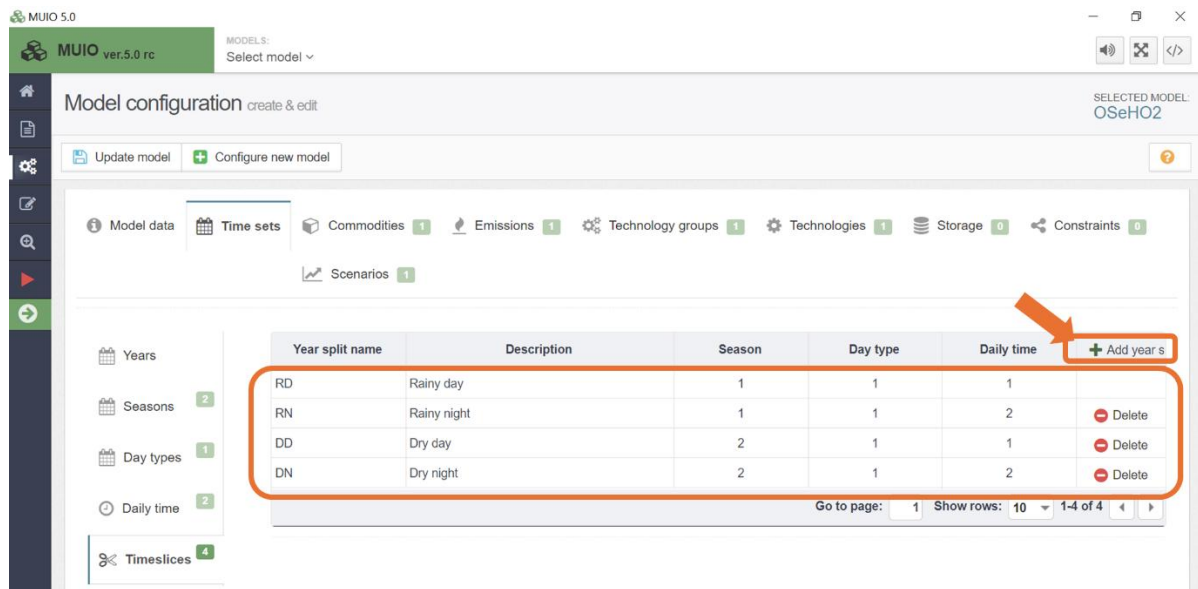 MUIO 5.0
MUIO ver.5.0 rc
MODELS:
Select model
Model configuration create & edit
SELECTED MODEL:
OSeHO2
Update model
Configure new model
Model data
Time sets
Commodities 1
Emissions 1
Technology groups 1
Technologies 1
Storage 0
Constraints 0
Scenarios 1
Years
Seasons 2
Day types 1
Daily time 2
Timeslices 4
Year split name Description Season Day type Daily time Add year s
RD Rainy day 1 1 1
RN Rainy night 1 1 2 Delete
DD Dry day 2 1 1 Delete
DN Dry night 2 1 2 Delete
Go to page: 1 Show rows: 10 1-4 of 4